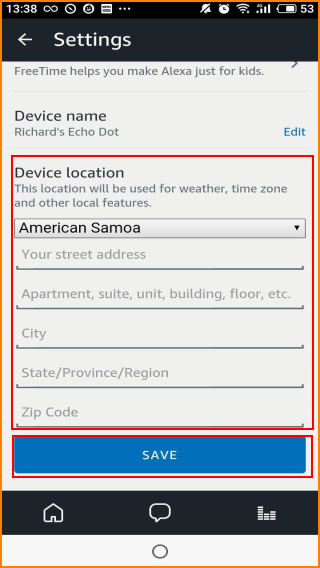 13:38 53
Settings
FreeTime helps you make Alexa just for kids.
Device name
Richard's Echo Dot
Edit
Device location
This location will be used for weather, time zone
and other local features.
American Samoa
Your street address
Apartment, suite, unit, building, floor, etc.
City
State/Province/Region
Zip Code
SAVE